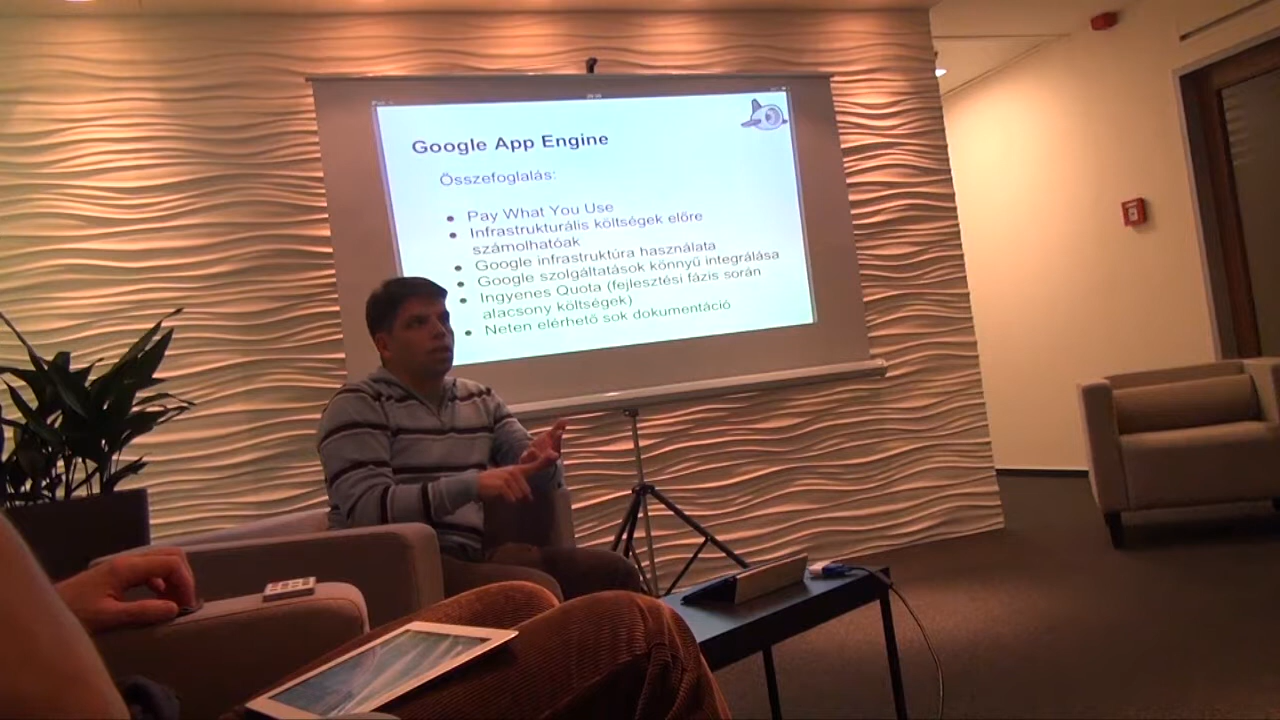 Google App Engine
Összefoglalás:
Pay What You Use
Infrastrukturális költségek előre
számolhatóak
Google infrastruktúra használata
Google szolgáltatások könnyű integrálása
Ingyenes Quota (fejlesztési fázis során
alacsony költségek)
Neten elérhető sok dokumentáció